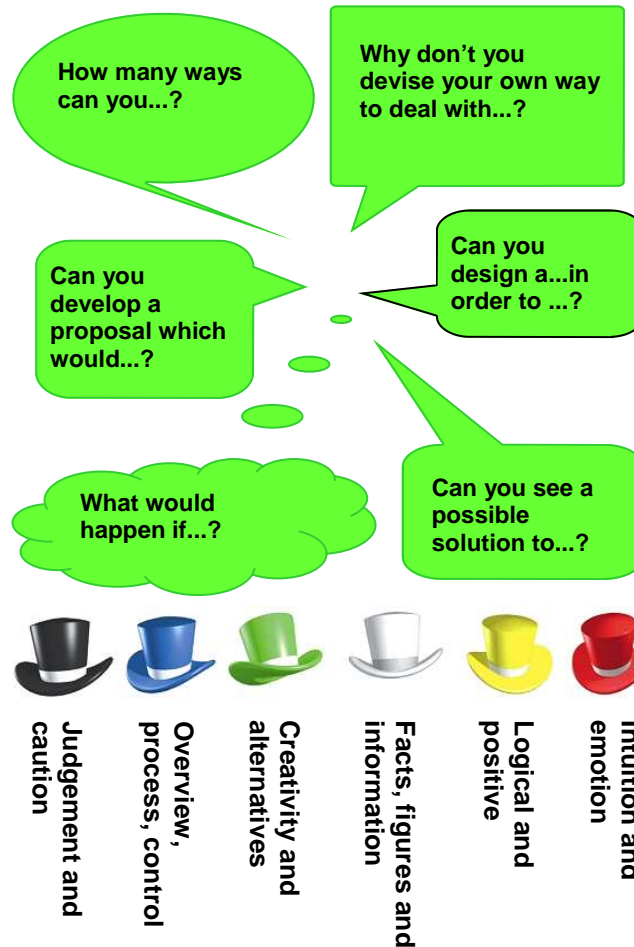 How many ways
can you...?
Why don't you
devise your own way
to deal with...?
Can you
develop a
proposal which
would...?
Can you
design a...in
order to ...?
What would
happen if...?
Can you see a
possible
solution to...?
Judgement and
caution
Overview,
process, control
Creativity and
alternatives
Facts, figures and
information
Logical and
positive
Intuition and
emotion